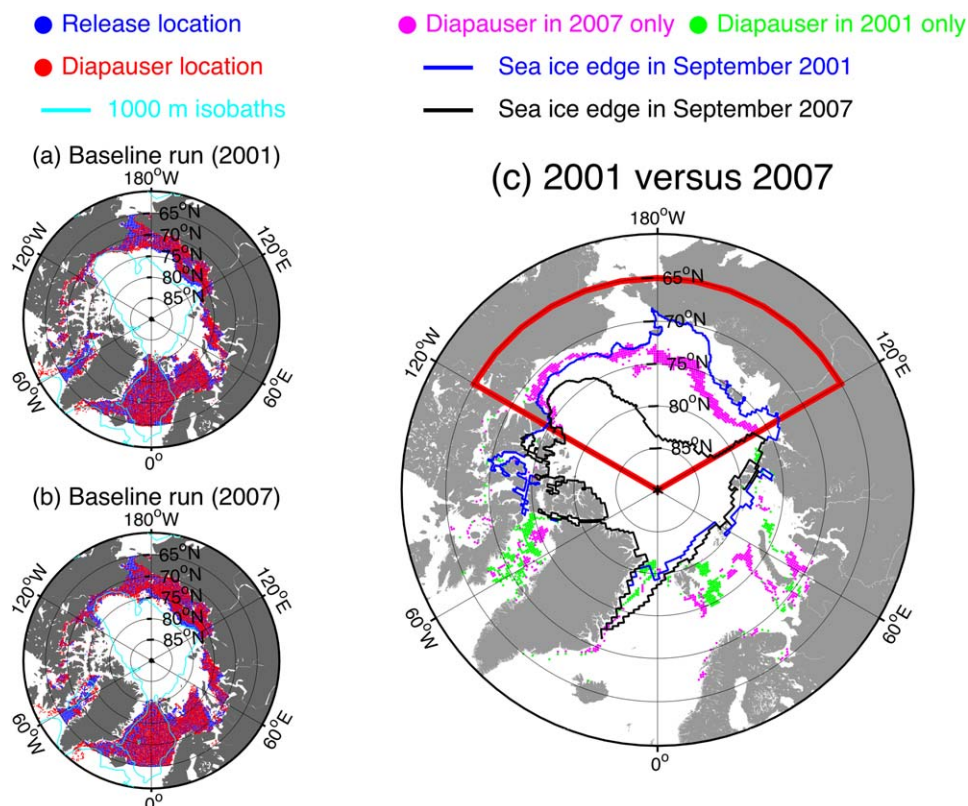 Release location
Diapauser location
1000 m isobaths
Diapauser in 2007 only
Diapauser in 2001 only
Sea ice edge in September 2001
Sea ice edge in September 2007
(a) Baseline run (2001)
180°W
65°N
70°N
75°N
80°N
85°N
120°W
120°E
60°W
60°E
0°
(b) Baseline run (2007)
180°W
65°N
70°N
75°N
80°N
85°N
120°W
120°E
60°W
60°E
0°
(c) 2001 versus 2007
180°W
65°N
70°N
75°N
80°N
85°N
120°W
120°E
60°W
60°E
0°